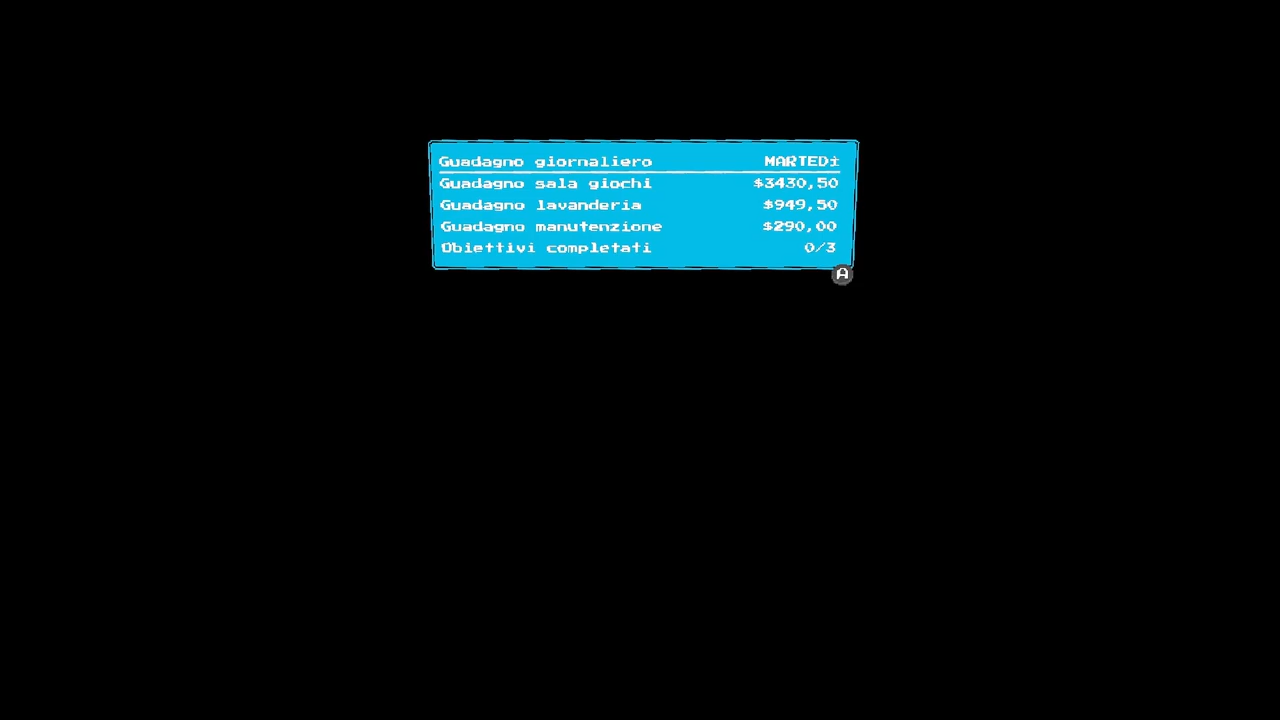 Guadagno giornaliero MARTEDì
Guadagno sala giochi $3430,50
Guadagno lavanderia $949,50
Guadagno manutenzione $290,00
Obiettivi completati 0/3
A